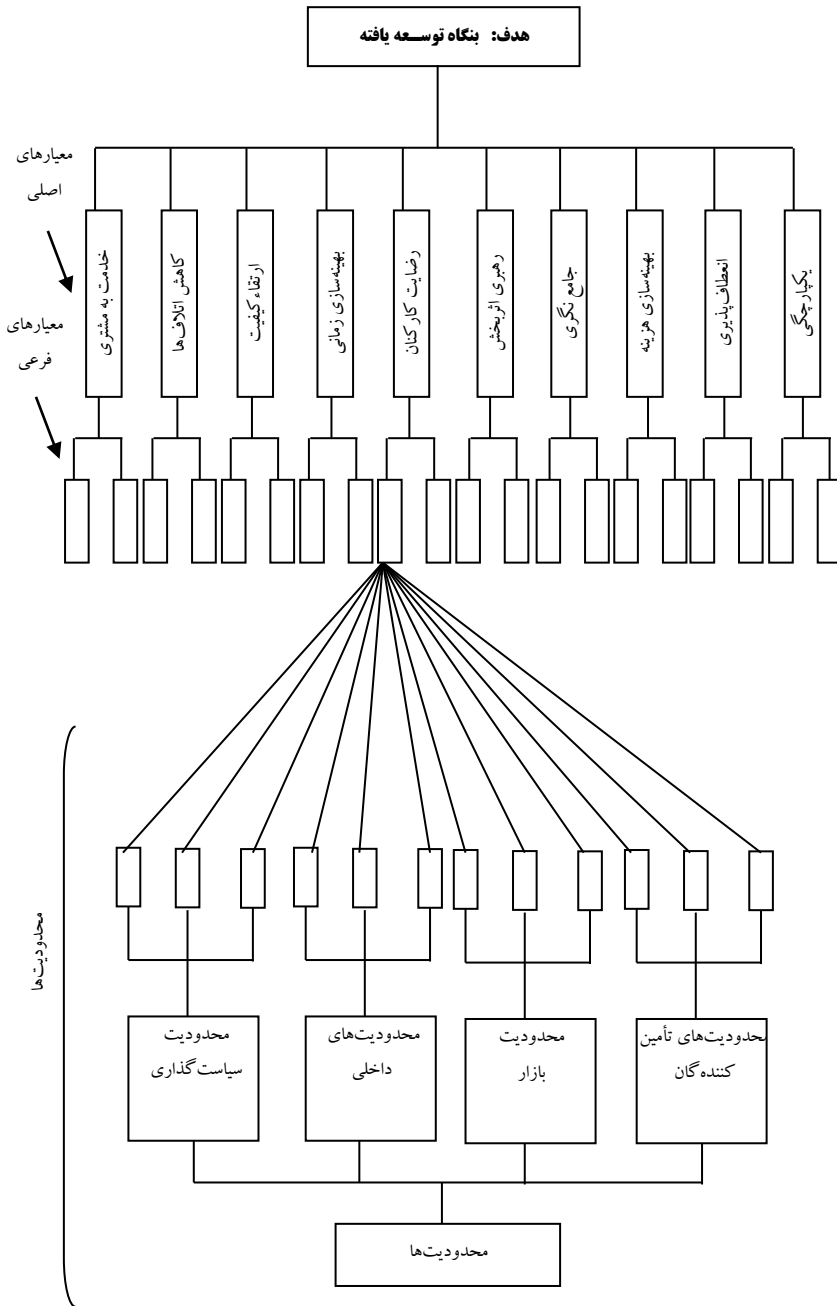 هدف: بنگاه توسعه یافته
معیارهای
اصلی
معیارهای
فرعی
یکپارچگی
انعطاف‌پذیری
بهینه‌سازی هزینه
جامع نگری
رهبری اثربخش
رضایت کارکنان
بهینه‌سازی زمانی
ارتقاء کیفیت
کاهش اتلاف‌ها
خدمت به مشتری
محدودیت‌ها
محدودیت‌های تأمین
کننده‌گان
محدودیت
بازار
محدودیت‌های
داخلی
محدودیت
سیاست‌گذاری
محدودیت‌ها